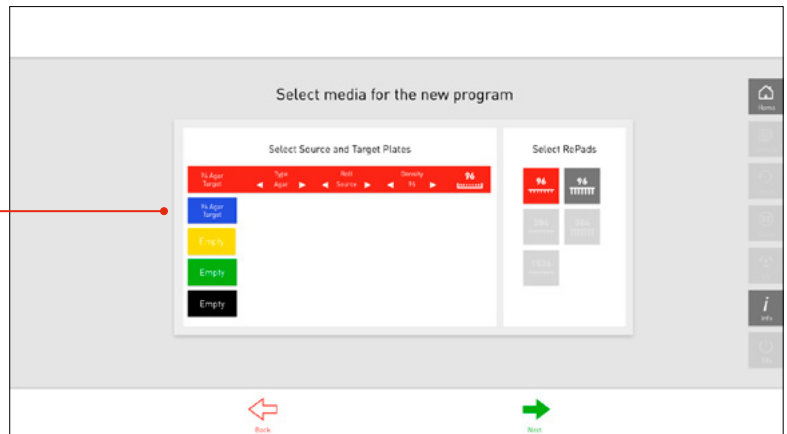 Select media for the new program
Select Source and Target Plates
Select RePads
Home
96 Agar Target
Type
Agar
Roll
Source
Density
96
96
96
96
96 Agar Target
384
384
Empty
1536
Empty
Empty
Info
Back
Next